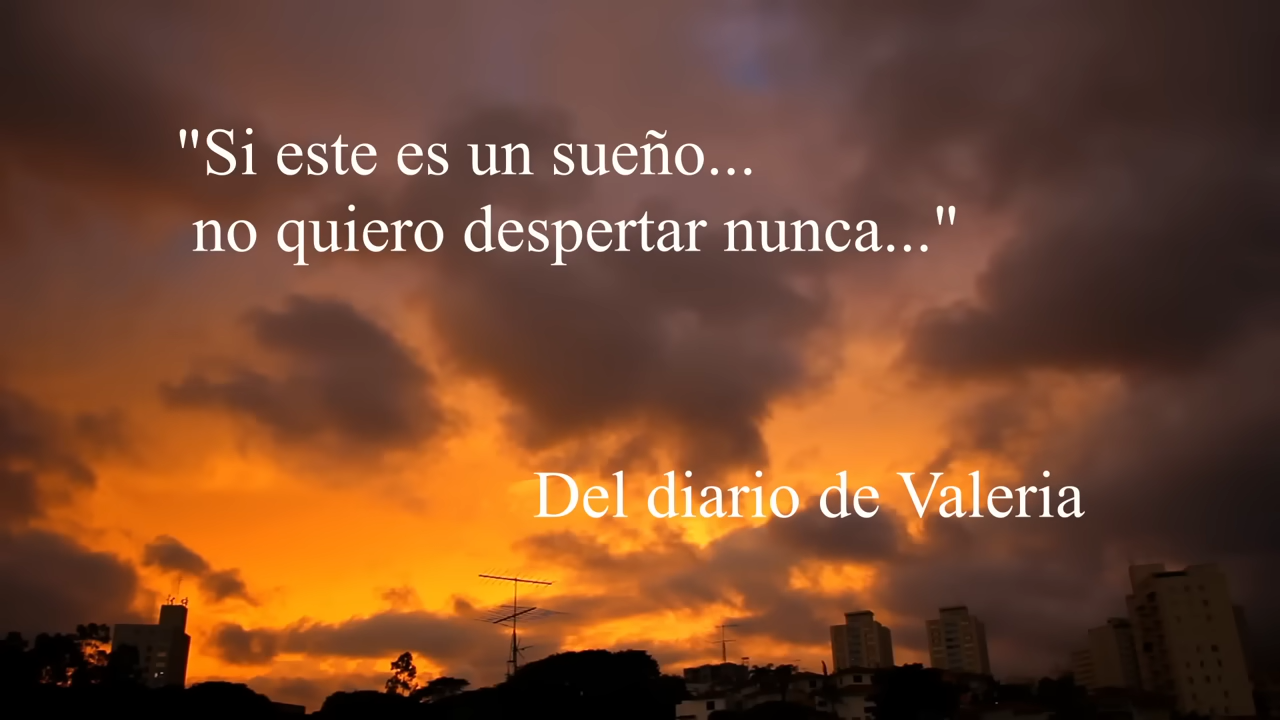 "Si este es un sueño...
no quiero despertar nunca..."
Del diario de Valeria